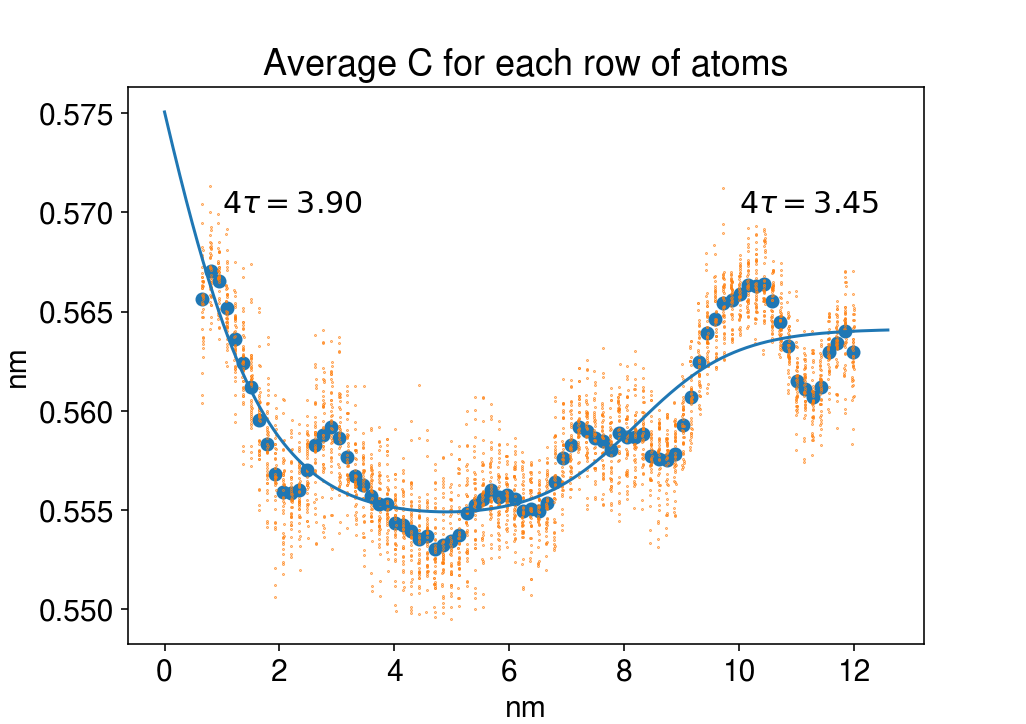 Average C for each row of atoms
0.575
0.570
0.565
0.560
0.555
0.550
nm
4τ = 3.90
4τ = 3.45
0 2 4 6 8 10 12
nm